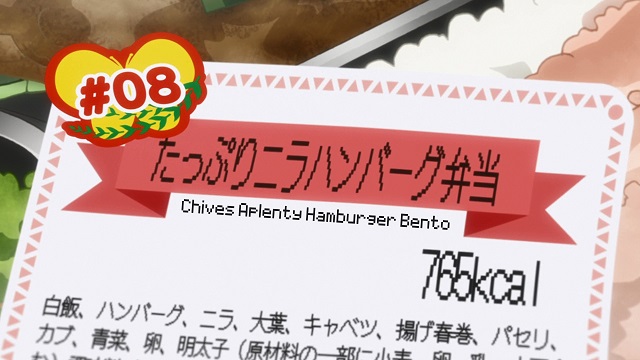 #08
たっぷりニラハンバーグ弁当
Chives Aplenty Hamburger Bento
765kcal
白飯、ハンバーグ、ニラ、大葉、キャベツ、揚げ春巻、パセリ、
カブ、青菜、卵、明太子（原材料の一部に小麦、卵、乳、大豆